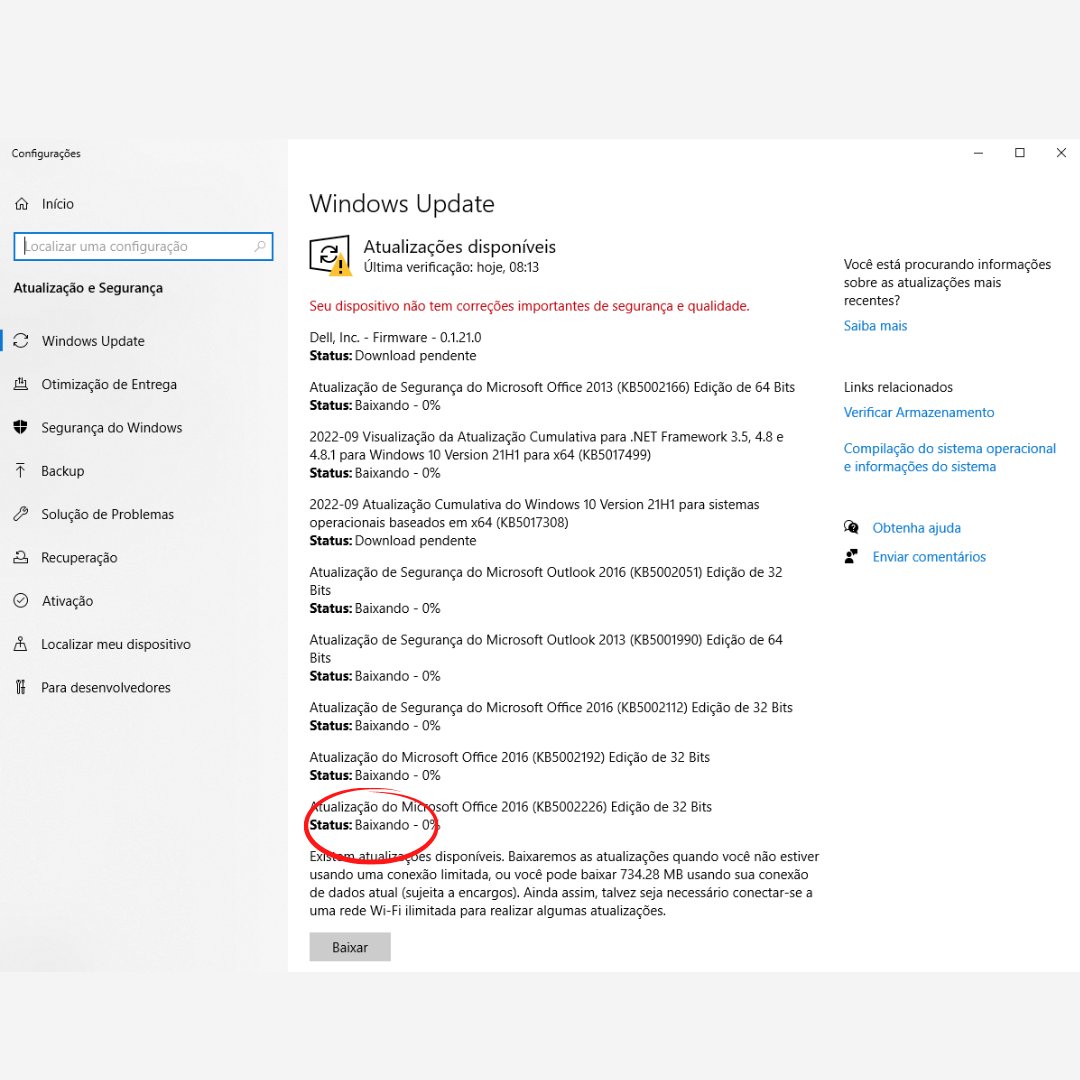 Configurações
Início
Localizar uma configuração
Atualização e Segurança
Windows Update
Otimização de Entrega
Segurança do Windows
Backup
Solução de Problemas
Recuperação
Ativação
Localizar meu dispositivo
Para desenvolvedores
Windows Update
Atualizações disponíveis
Última verificação: hoje, 08:13
Seu dispositivo não tem correções importantes de segurança e qualidade.
Dell, Inc. - Firmware - 0.1.21.0
Status: Download pendente
Atualização de Segurança do Microsoft Office 2013 (KB5002166) Edição de 64 Bits
Status: Baixando - 0%
2022-09 Visualização da Atualização Cumulativa para .NET Framework 3.5, 4.8 e
4.8.1 para Windows 10 Version 21H1 para x64 (KB5017499)
Status: Baixando - 0%
2022-09 Atualização Cumulativa do Windows 10 Version 21H1 para sistemas
operacionais baseados em x64 (KB5017308)
Status: Download pendente
Atualização de Segurança do Microsoft Outlook 2016 (KB5002051) Edição de 32
Bits
Status: Baixando - 0%
Atualização de Segurança do Microsoft Outlook 2013 (KB5001990) Edição de 64
Bits
Status: Baixando - 0%
Atualização de Segurança do Microsoft Office 2016 (KB5002112) Edição de 32 Bits
Status: Baixando - 0%
Atualização do Microsoft Office 2016 (KB5002192) Edição de 32 Bits
Status: Baixando - 0%
Atualização do Microsoft Office 2016 (KB5002226) Edição de 32 Bits
Status: Baixando - 0%
Existem atualizações disponíveis. Baixaremos as atualizações quando você não estiver
usando uma conexão limitada, ou você pode baixar 734.28 MB usando sua conexão
de dados atual (sujeita a encargos). Ainda assim, talvez seja necessário conectar-se a
uma rede Wi-Fi ilimitada para realizar algumas atualizações.
Baixar
Você está procurando informações
sobre as atualizações mais
recentes?
Saiba mais
Links relacionados
Verificar Armazenamento
Compilação do sistema operacional
e informações do sistema
Obtenha ajuda
Enviar comentários